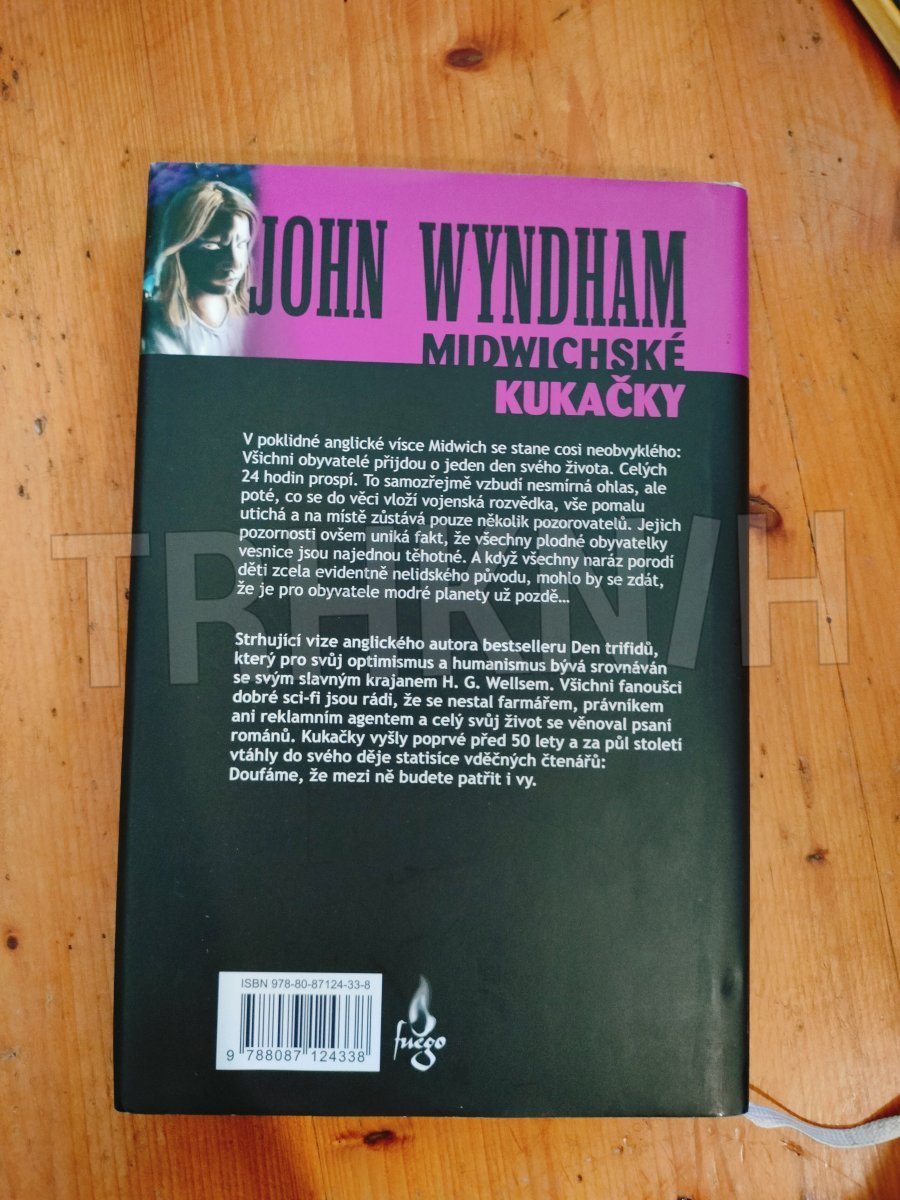 JOHN WYNDHAM
MIDWICHSKÉ
KUKAČKY
V poklidné anglické vísce Midwich se stane cosi neobvyklého:
Všichni obyvatelé přijdou o jeden den svého života. Celých
24 hodin prospí. To samozřejmě vzbudí nesmírná ohlas, ale
poté, co se do věci vloží vojenská rozvědka, vše pomalu
utichá a na místě zůstává pouze několik pozorovatelů. Jejich
pozornosti ovšem uniká fakt, že všechny plodné obyvatelky
vesnice jsou najednou těhotné. A když všechny naráz porodí
děti zcela evidentně nelidského původu, mohlo by se zdát,
že je pro obyvatele modré planety už pozdě...
Strhující vize anglického autora bestselleru Den trifidů,
který pro svůj optimismus a humanismus bývá srovnáván
se svým slavným krajanem H. G. Wellsem. Všichni fanoušci
dobré sci-fi jsou rádi, že se nestal farmářem, právníkem
ani reklamním agentem a celý svůj život se věnoval psaní
románů. Kukačky vyšly poprvé před 50 lety a za půl století
vtáhly do svého děje statisíce vděčných čtenářů:
Doufáme, že mezi ně budete patřit i vy.
ISBN 978-80-87124-33-8
9 788087 124338
fuego
TRHKN/H